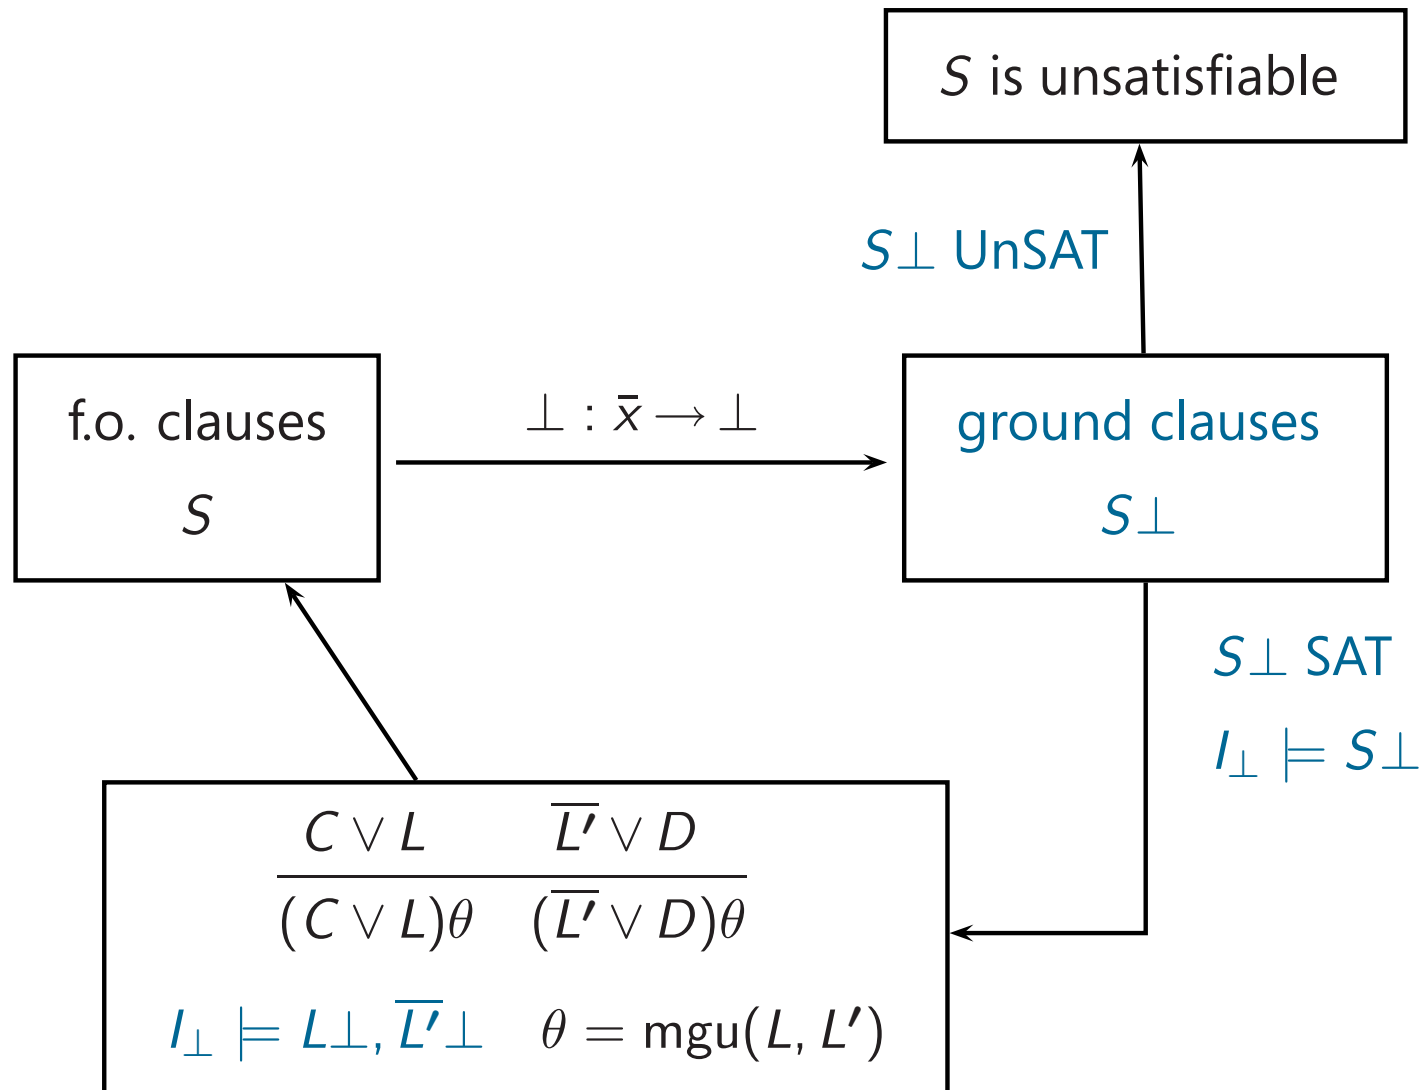 S is unsatisfiable
S⊥ UnSAT
f.o. clauses
S
⊥ : x̄ → ⊥
ground clauses
S⊥
S⊥ SAT
I⊥ ⊨ S⊥
C ∨ L    L̅′̅ ∨ D
(C ∨ L)θ    (L̅′̅ ∨ D)θ
I⊥ ⊨ L⊥, L̅′̅⊥    θ = mgu(L, L′)